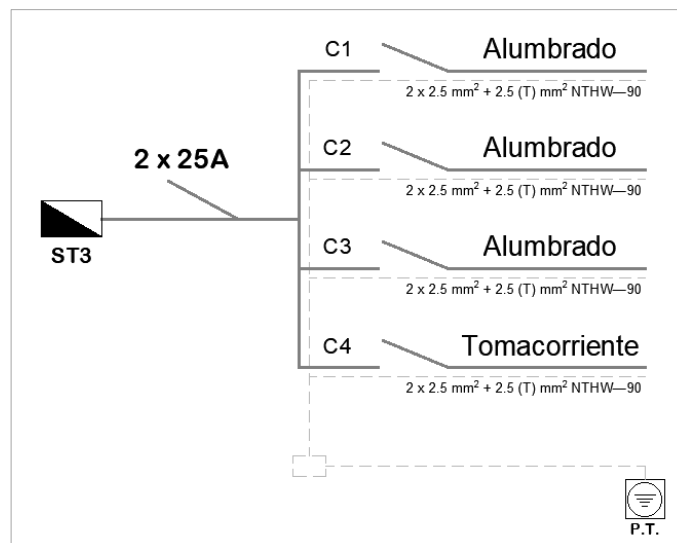 C1 Alumbrado
2 x 2.5 mm² + 2.5 (T) mm² NTHW—90
2 x 25A
C2 Alumbrado
2 x 2.5 mm² + 2.5 (T) mm² NTHW—90
ST3
C3 Alumbrado
2 x 2.5 mm² + 2.5 (T) mm² NTHW—90
C4 Tomacorriente
2 x 2.5 mm² + 2.5 (T) mm² NTHW—90
P.T.